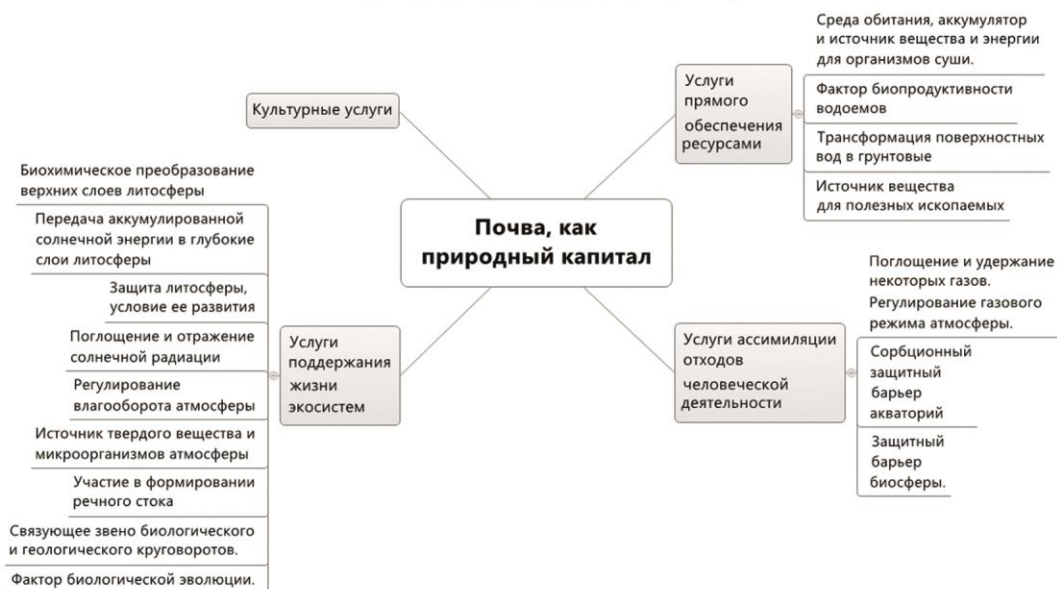 Почва, как
природный капитал
Культурные услуги
Услуги
прямого
обеспечения
ресурсами
Среда обитания, аккумулятор
и источник вещества и энергии
для организмов суши.
Фактор биопродуктивности
водоемов
Трансформация поверхностных
вод в грунтовые
Источник вещества
для полезных ископаемых
Услуги ассимиляции
отходов
человеческой
деятельности
Поглощение и удержание
некоторых газов.
Регулирование газового
режима атмосферы.
Сорбционный
защитный
барьер
акваторий
Защитный
барьер
биосферы.
Услуги
поддержания
жизни
экосистем
Биохимическое преобразование
верхних слоев литосферы
Передача аккумулированной
солнечной энергии в глубокие
слои литосферы
Защита литосферы,
условие ее развития
Поглощение и отражение
солнечной радиации
Регулирование
влагооборота атмосферы
Источник твердого вещества и
микроорганизмов атмосферы
Участие в формировании
речного стока
Связующее звено биологического
и геологического круговоротов.
Фактор биологической эволюции.